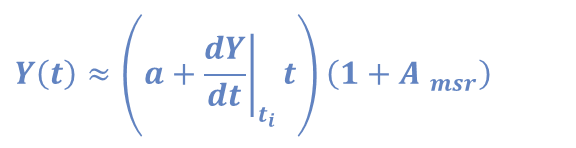 Y(t) ≈ (a + dY/dt|_{t_i} t) (1 + A_{msr})